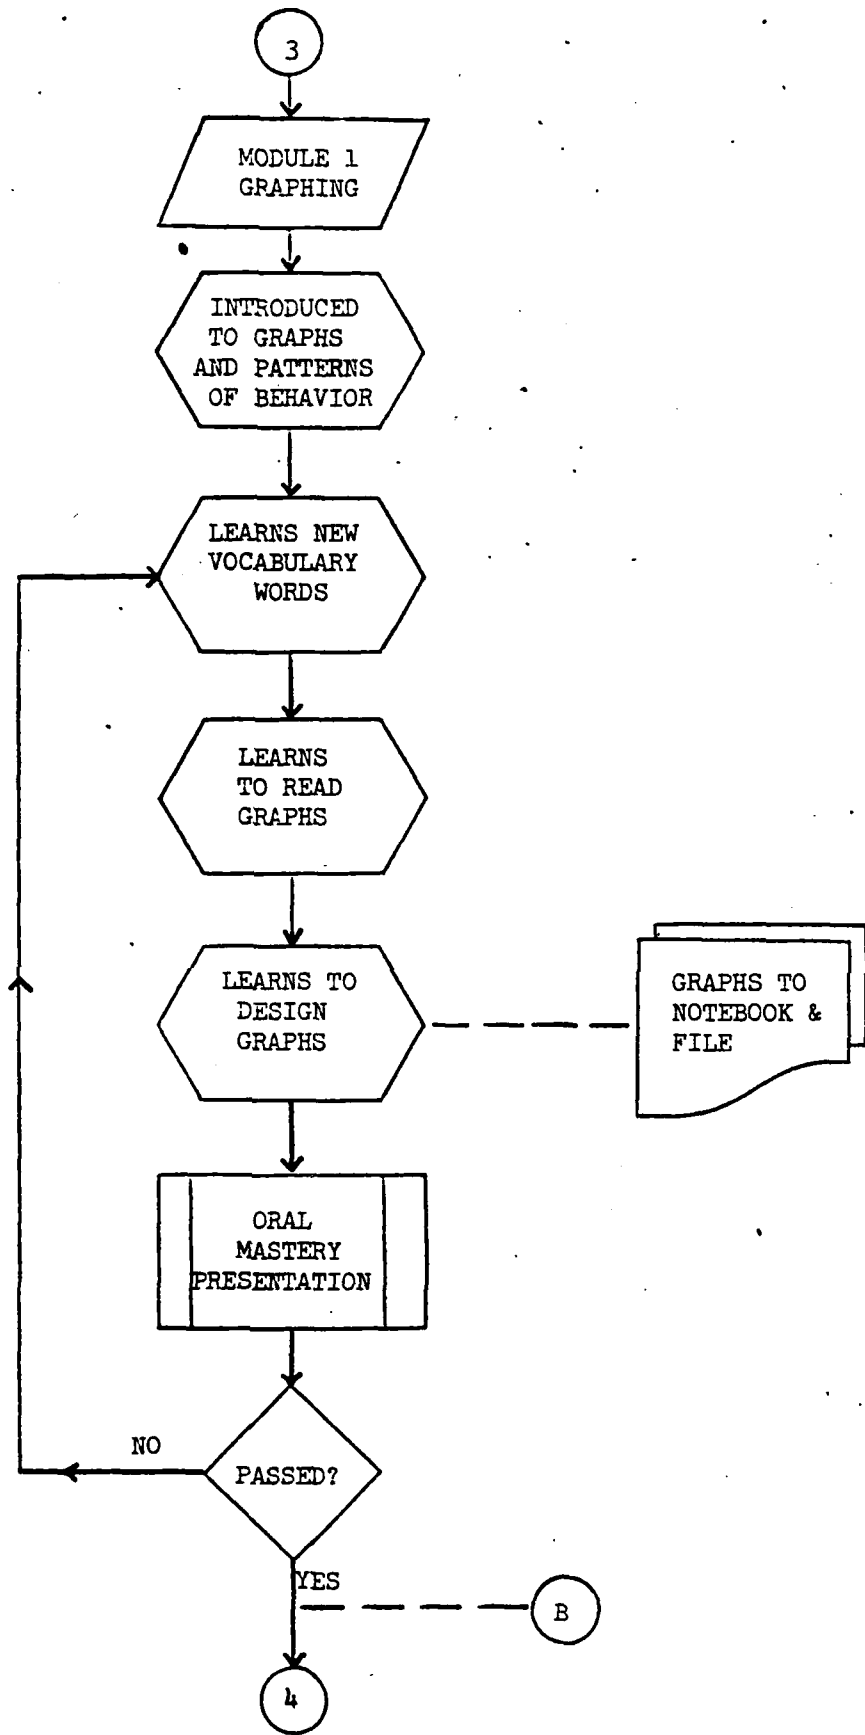 3
MODULE 1
GRAPHING
INTRODUCED
TO GRAPHS
AND PATTERNS
OF BEHAVIOR
LEARNS NEW
VOCABULARY
WORDS
LEARNS
TO READ
GRAPHS
LEARNS TO
DESIGN
GRAPHS
GRAPHS TO
NOTEBOOK &
FILE
ORAL
MASTERY
PRESENTATION
NO
PASSED?
YES
B
4